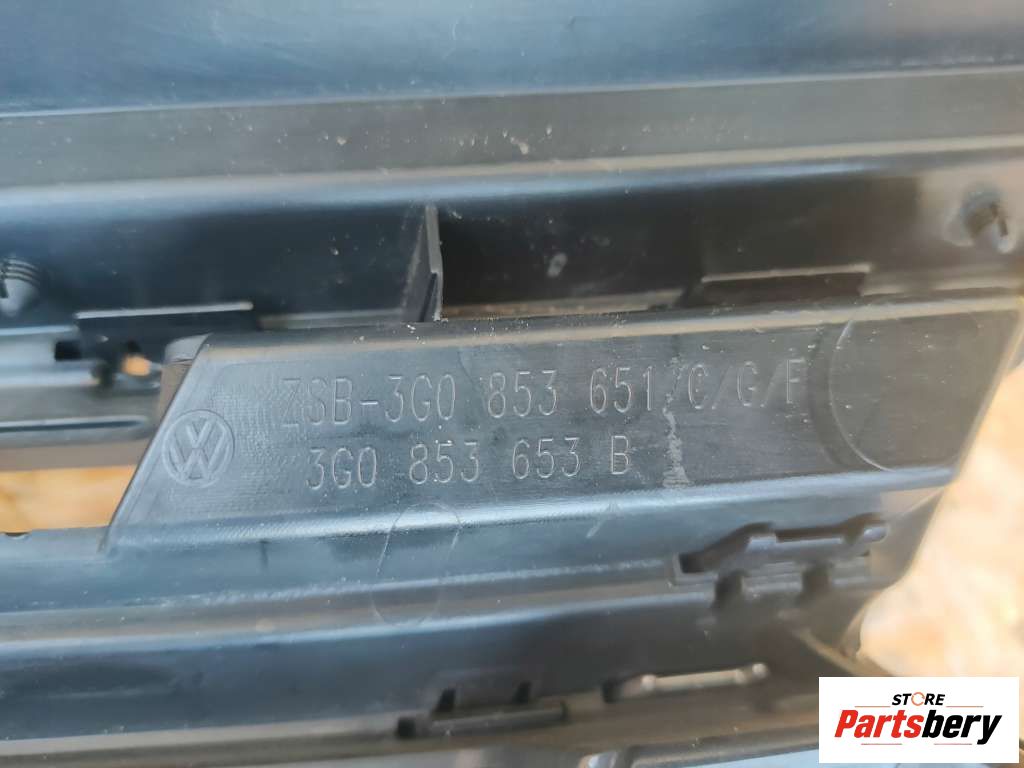 ZSB-3G0 853 651/C/G/F
3G0 853 653 B
STORE
Partsbery